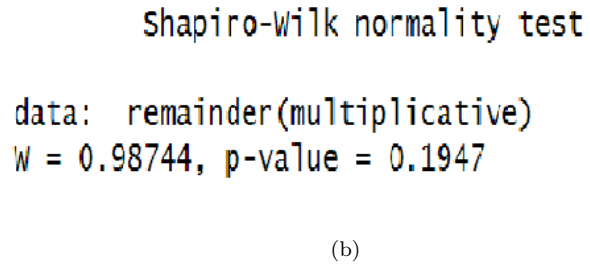 Shapiro-Wilk normality test
data: remainder(multiplicative)
W = 0.98744, p-value = 0.1947
(b)